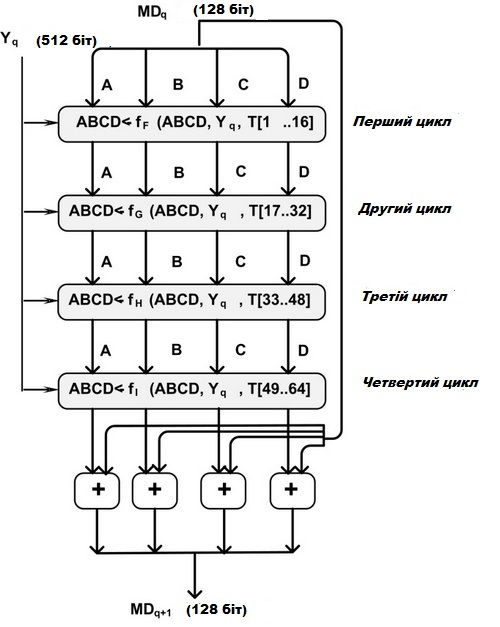 MDq (128 біт)
Yq (512 біт)
A B C D
ABCD< fF (ABCD, Yq, T[1 ..16]
Перший цикл
A B C D
ABCD< fG (ABCD, Yq , T[17..32]
Другий цикл
A B C D
ABCD< fH (ABCD, Yq , T[33..48]
Третій цикл
A B C D
ABCD< fI (ABCD, Yq , T[49..64]
Четвертий цикл
+ + + +
MDq+1 (128 біт)